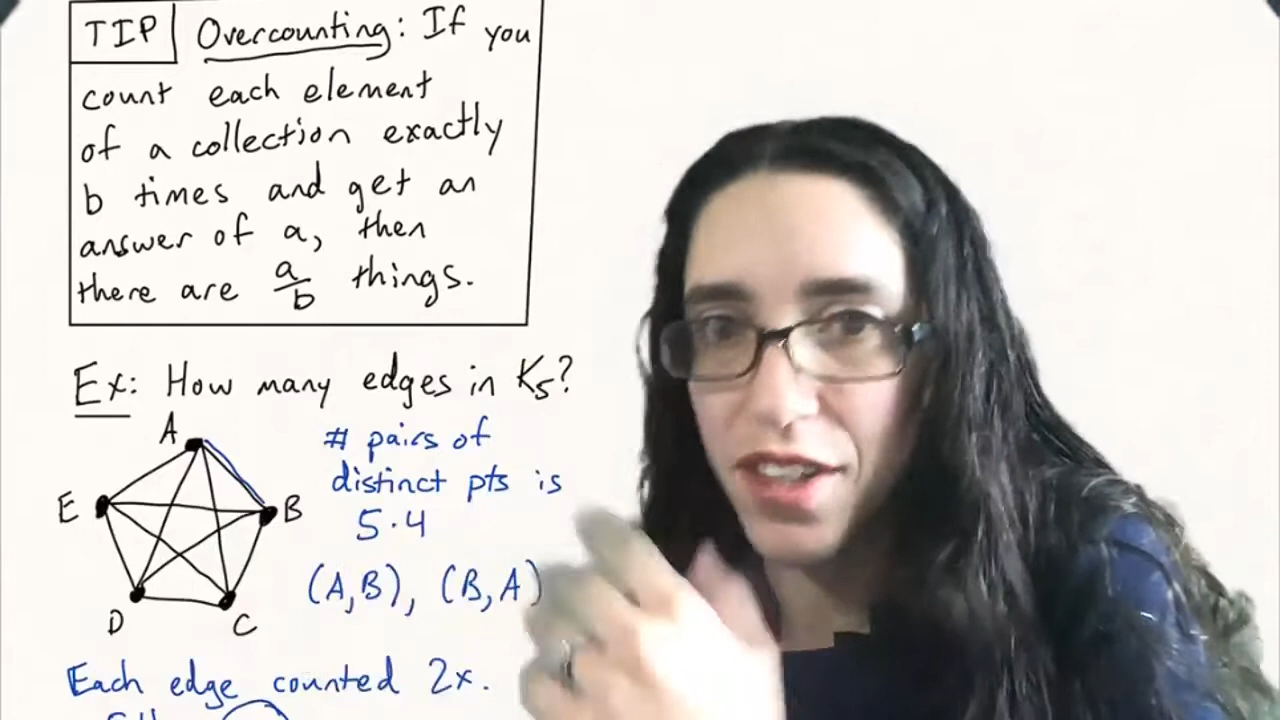 TIP Overcounting: If you
count each element
of a collection exactly
b times and get an
answer of a, then
there are a/b things.
Ex: How many edges in K5?
A
# pairs of
distinct pts is
E
B
5·4
(A,B), (B,A)
D
C
Each edge counted 2x.